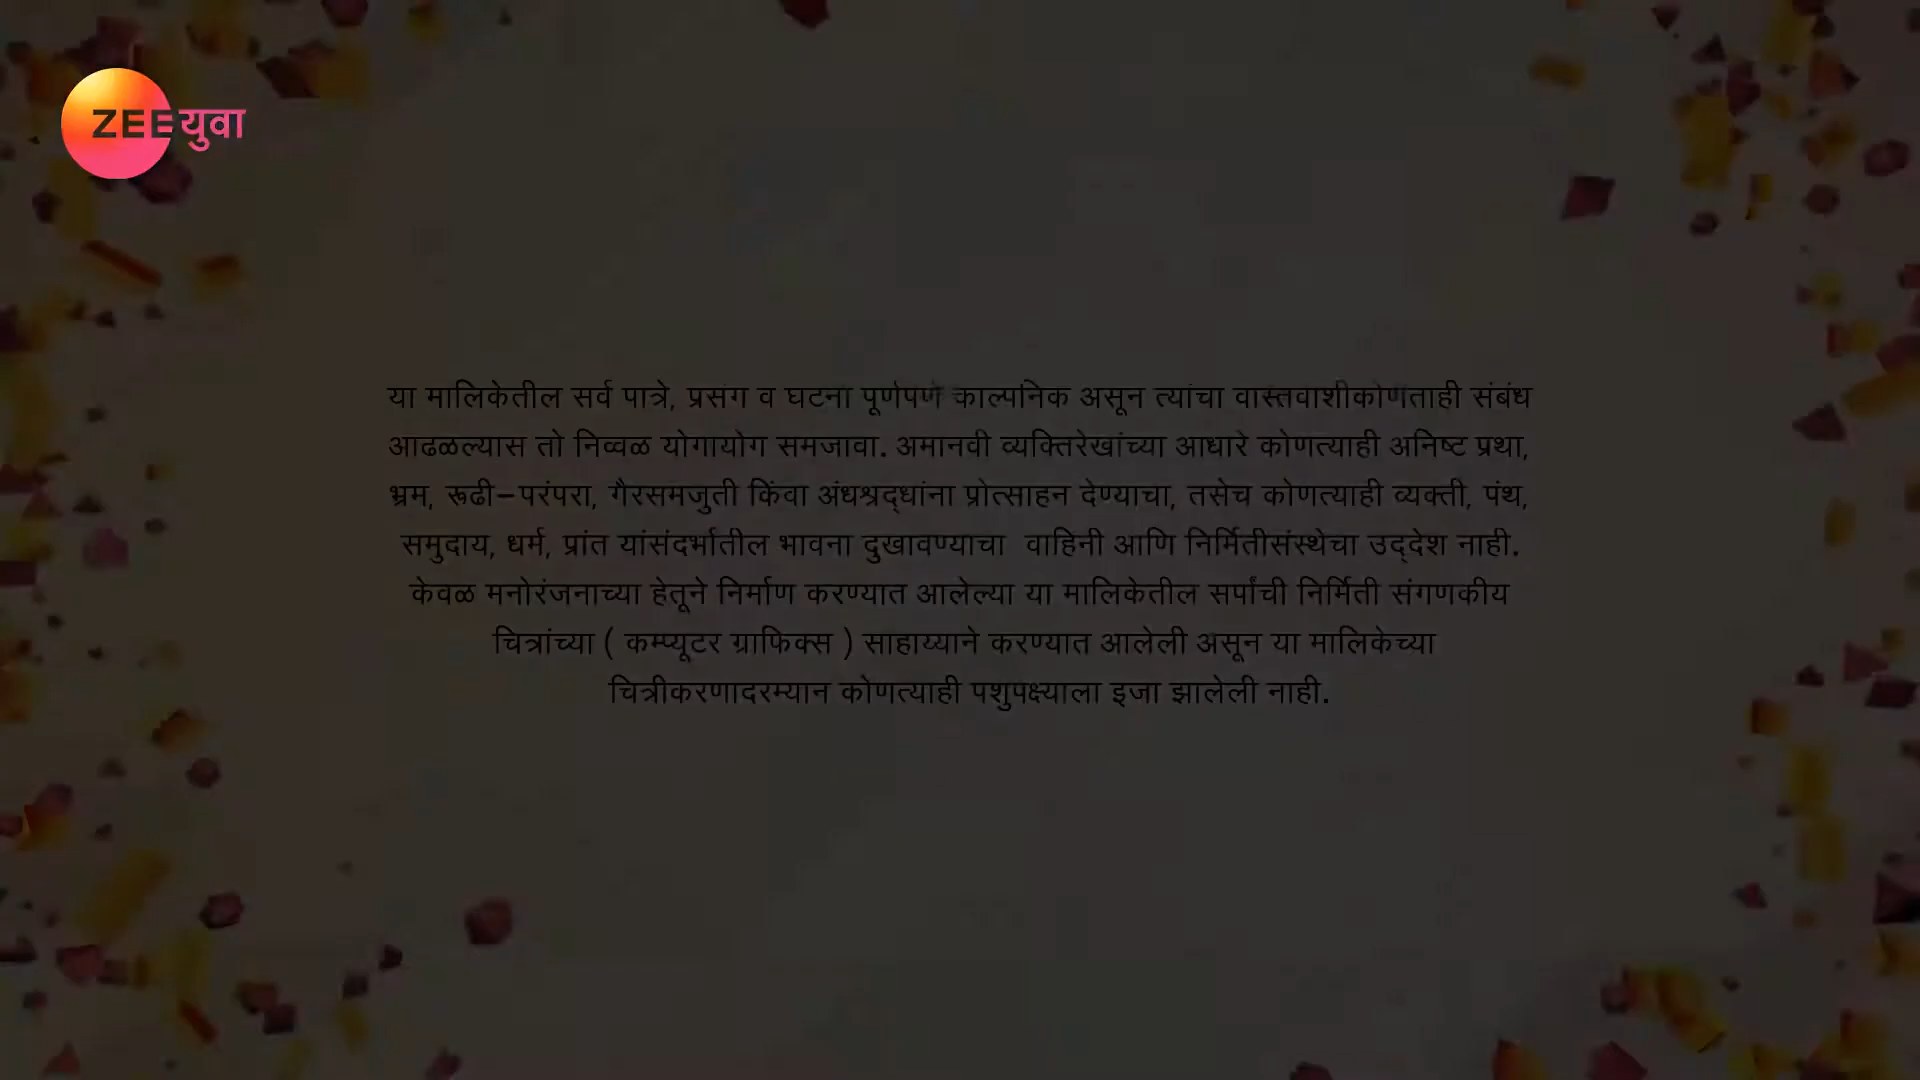 ZEE युवा
या मालिकेतील सर्व पात्रे, प्रसंग व घटना पूर्णपणे काल्पनिक असून त्यांचा वास्तवाशीकोणताही संबंध
आढळल्यास तो निव्वळ योगायोग समजावा. अमानवी व्यक्तिरेखांच्या आधारे कोणत्याही अनिष्ट प्रथा,
भ्रम, रूढी–परंपरा, गैरसमजुती किंवा अंधश्रद्धांना प्रोत्साहन देण्याचा, तसेच कोणत्याही व्यक्ती, पंथ,
समुदाय, धर्म, प्रांत यांसंदर्भातील भावना दुखावण्याचा  वाहिनी आणि निर्मितीसंस्थेचा उद्देश नाही.
केवळ मनोरंजनाच्या हेतूने निर्माण करण्यात आलेल्या या मालिकेतील सर्पांची निर्मिती संगणकीय
चित्रांच्या ( कम्प्यूटर ग्राफिक्स ) साहाय्याने करण्यात आलेली असून या मालिकेच्या
चित्रीकरणादरम्यान कोणत्याही पशुपक्ष्याला इजा झालेली नाही.